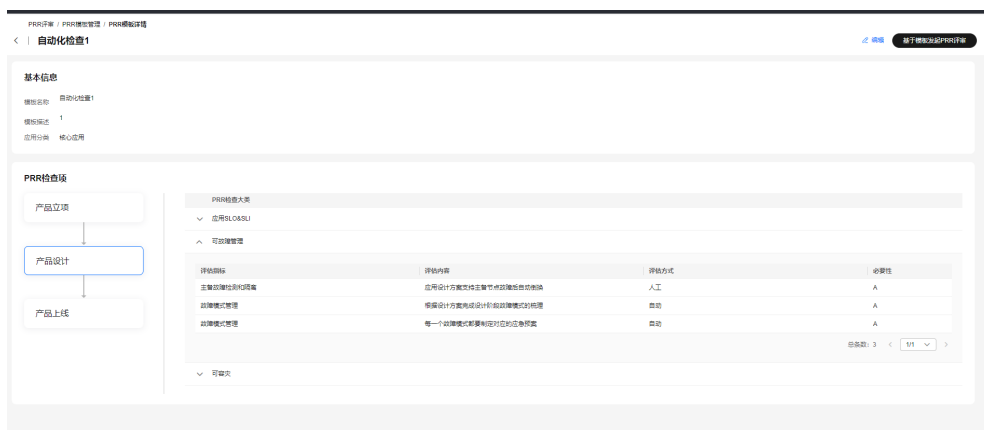 PRR评审 / PRR模板管理 / PRR模板详情
自动化检查1
编辑
基于模板发起PRR评审
基本信息
模板名称 自动化检查1
模板描述 1
应用分类 核心应用
PRR检查项
产品立项
产品设计
产品上线
PRR检查大类
应用SLO&SLI
可故障管理
评估指标 评估内容 评估方式 必要性
主备故障检测和隔离 应用设计方案支持主备节点故障后自动倒换 人工 A
故障模式管理 根据设计方案完成设计阶段故障模式的梳理 自动 A
故障模式管理 每一个故障模式都要制定对应的应急预案 自动 A
总条数: 3 1/1
可容灾